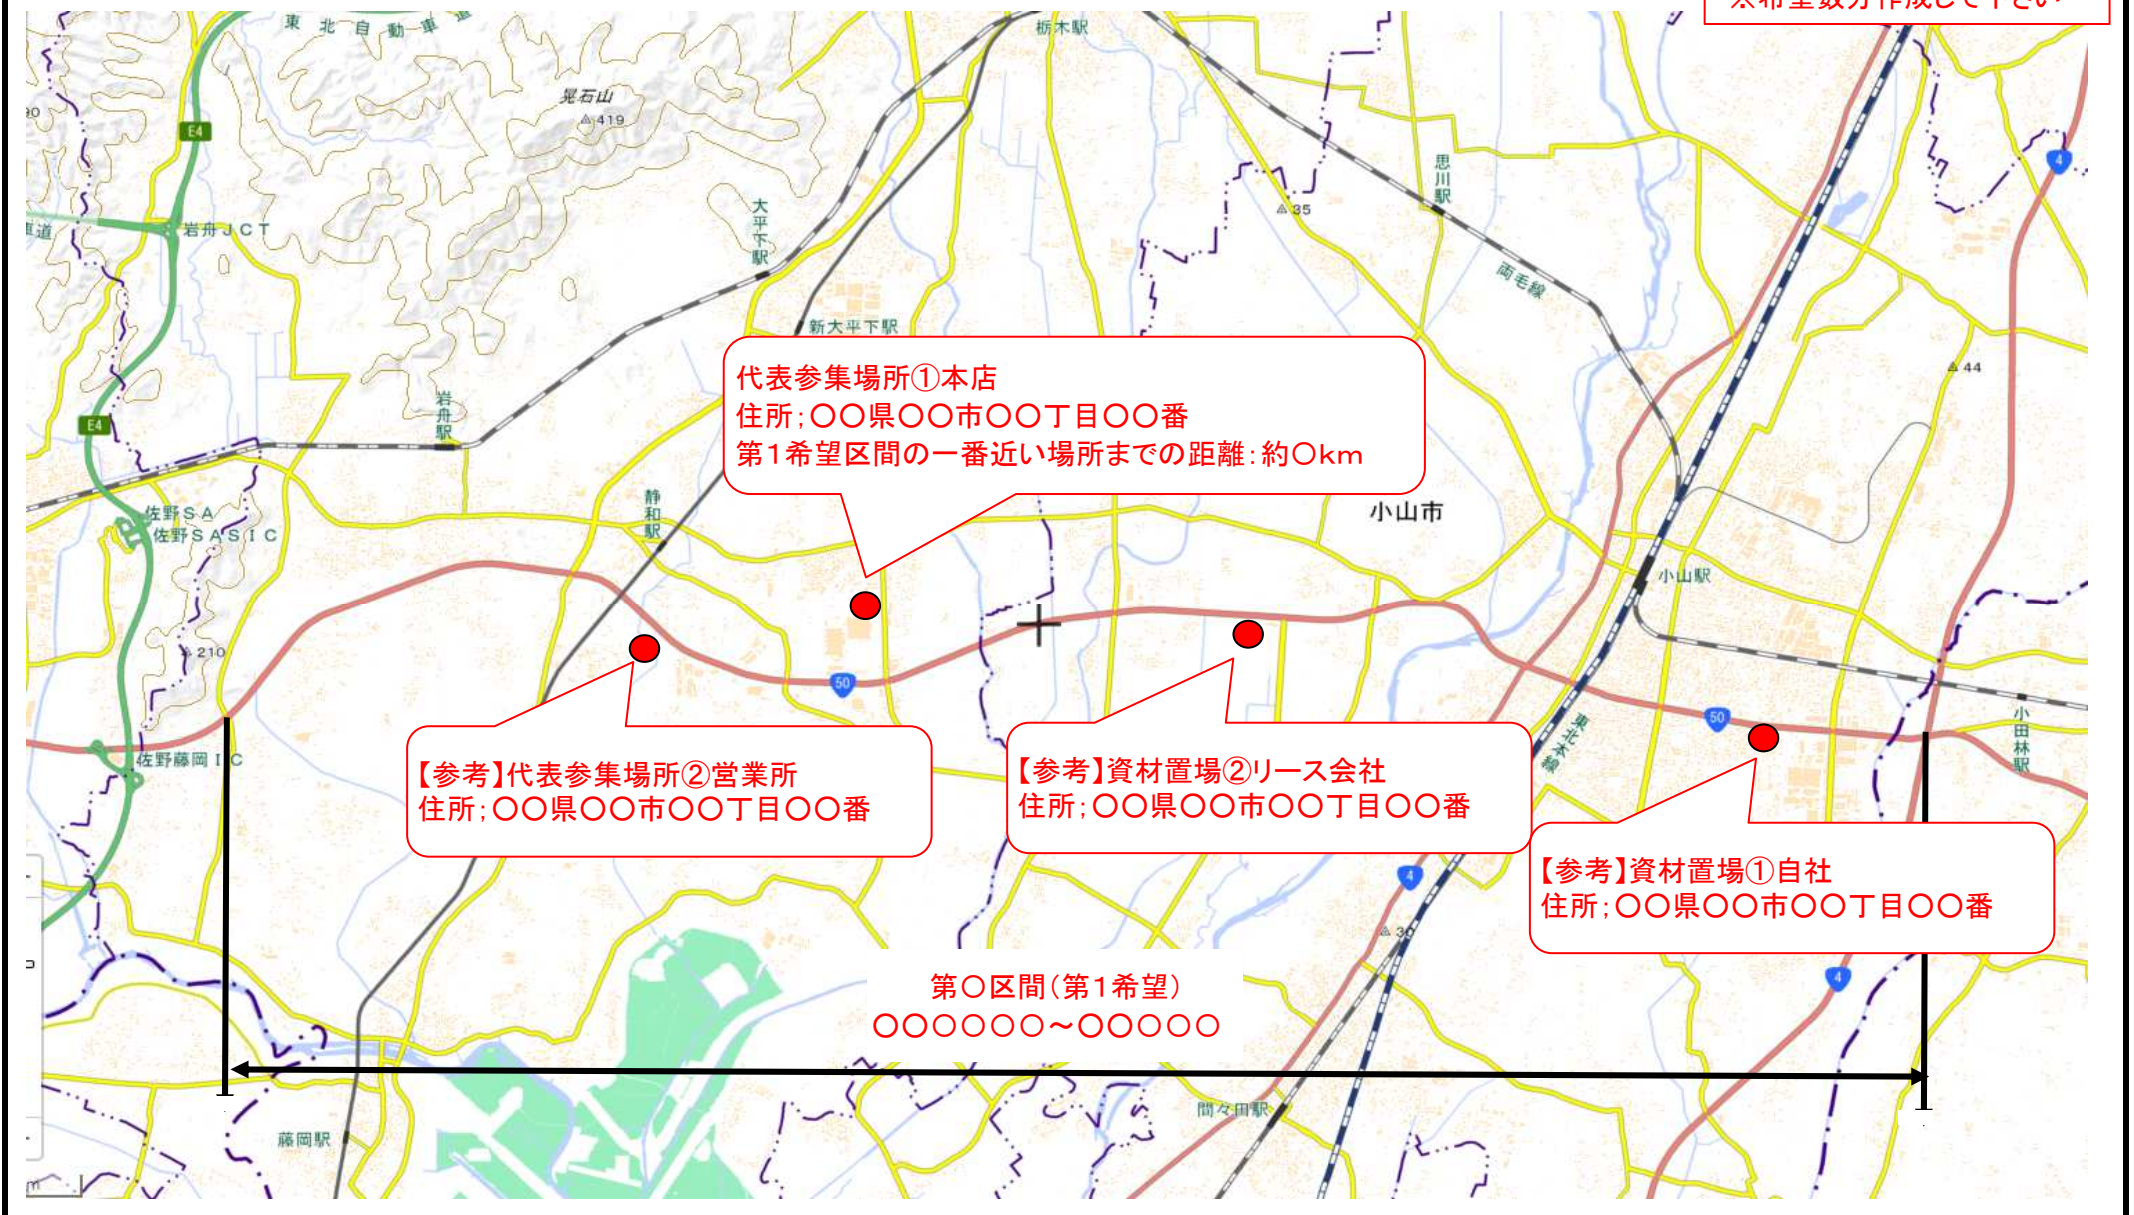 ※希望数分作成して下さい
東北自動車道
栃木駅
晃石山
419
E4
4
思川駅
35
大平下駅
岩舟JCT
車道
両毛線
新大平下駅
44
代表参集場所①本店
住所;〇〇県〇〇市〇〇丁目〇〇番
第1希望区間の一番近い場所までの距離:約〇km
岩舟駅
E4
静和駅
佐野SA
佐野SASIC
小山市
小山駅
210
50
50
小田林駅
東北本線
佐野藤岡IC
【参考】代表参集場所②営業所
住所;〇〇県〇〇市〇〇丁目〇〇番
【参考】資材置場②リース会社
住所;〇〇県〇〇市〇〇丁目〇〇番
【参考】資材置場①自社
住所;〇〇県〇〇市〇〇丁目〇〇番
4
30
4
第〇区間(第1希望)
〇〇〇〇〇〇~〇〇〇〇〇
間々田駅
藤岡駅